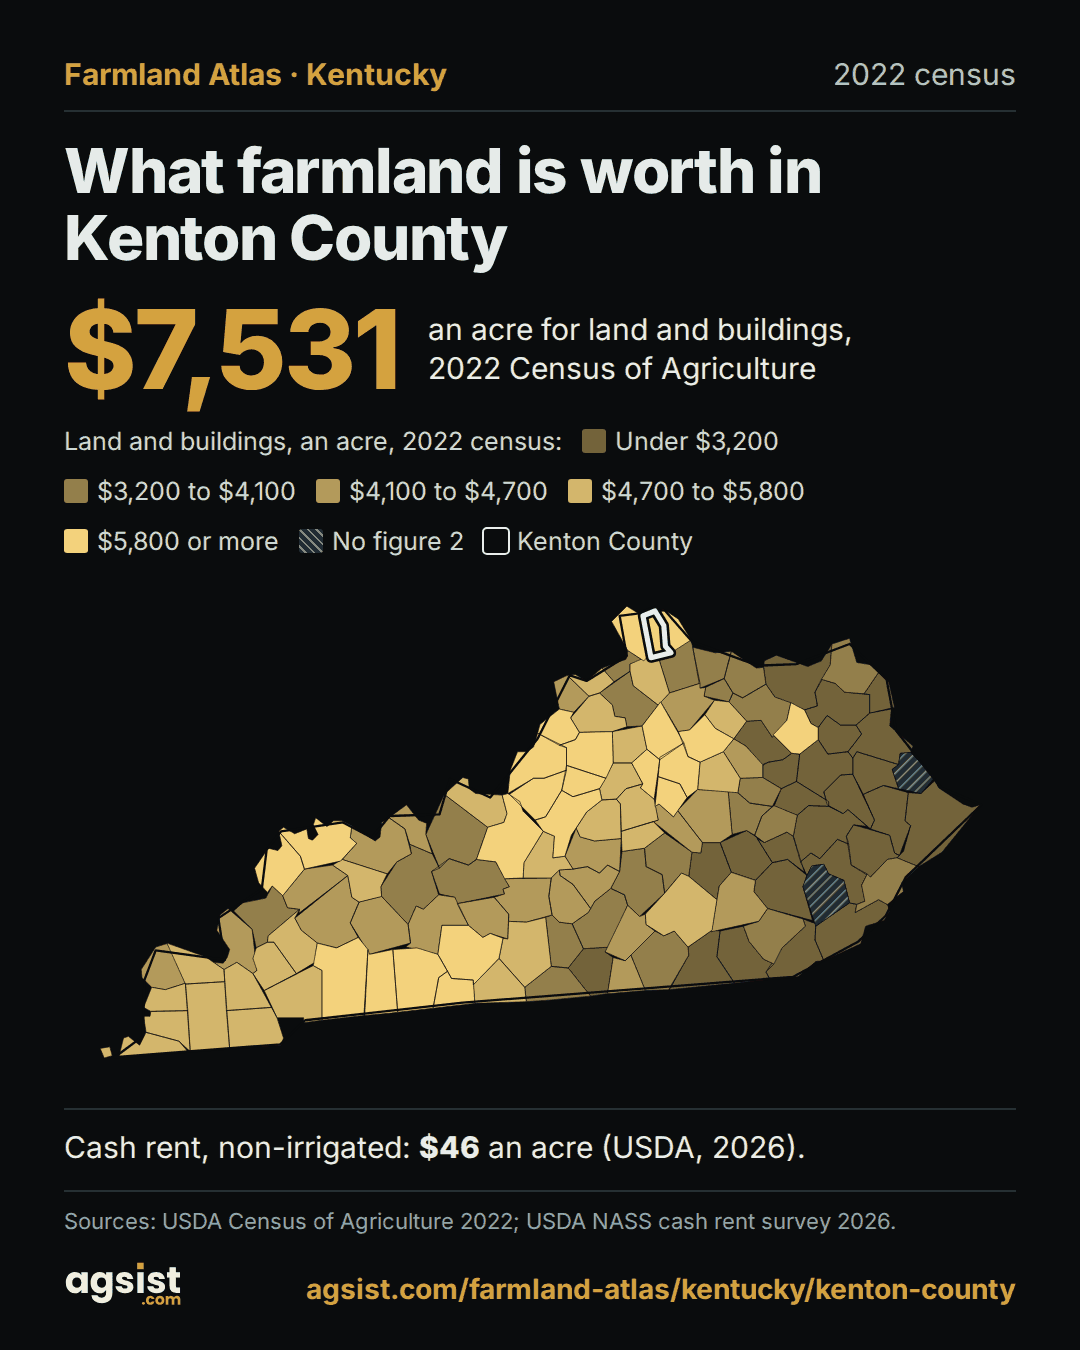 Farmland Atlas · Kentucky
2022 census
What farmland is worth in
Kenton County
$7,531
an acre for land and buildings,
2022 Census of Agriculture
Land and buildings, an acre, 2022 census: Under $3,200
$3,200 to $4,100 $4,100 to $4,700 $4,700 to $5,800
$5,800 or more No figure 2 Kenton County
Cash rent, non-irrigated: $46 an acre (USDA, 2026).
Sources: USDA Census of Agriculture 2022; USDA NASS cash rent survey 2026.
agsist
.com
agsist.com/farmland-atlas/kentucky/kenton-county